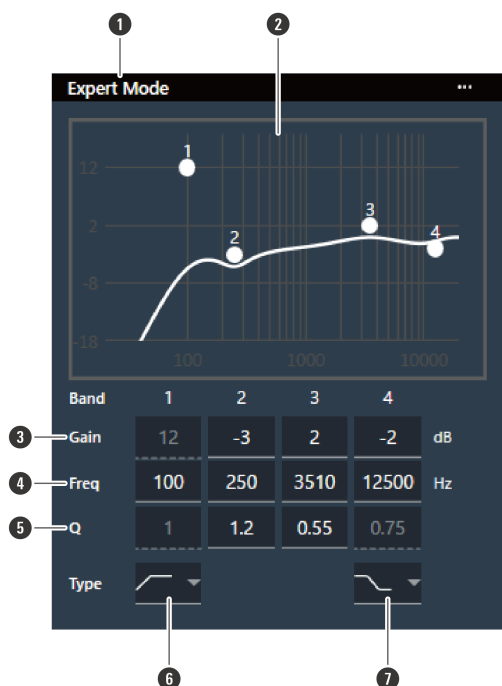 1 2
Expert Mode ...
1
12
3
2
2
4
-8
-18
100 1000 10000
Band 1 2 3 4
3 Gain 12 -3 2 -2 dB
4 Freq 100 250 3510 12500 Hz
5 Q 1 1.2 0.55 0.75
Type
6 7